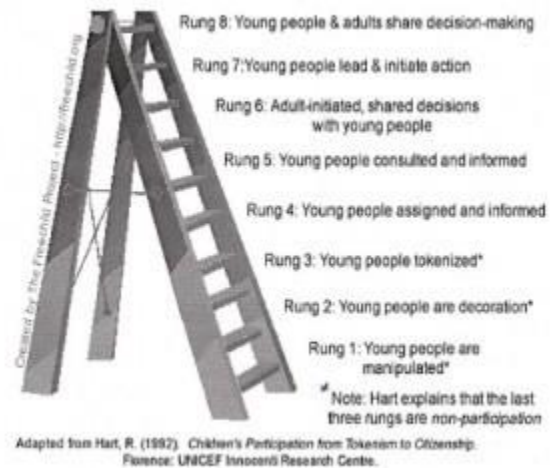 Rung 8: Young people & adults share decision-making
Rung 7:Young people lead & initiate action
Rung 6: Adult-initiated, shared decisions
with young people
Rung 5: Young people consulted and informed
Rung 4: Young people assigned and informed
Rung 3: Young people tokenized*
Rung 2: Young people are decoration*
Rung 1: Young people are
manipulated*
* Note: Hart explains that the last
three rungs are non-participation
Created by the Freechild Project - http://freechild.org
Adapted from Hart, R. (1992). Children's Participation from Tokenism to Citizenship.
Florence: UNICEF Innocenti Research Centre.